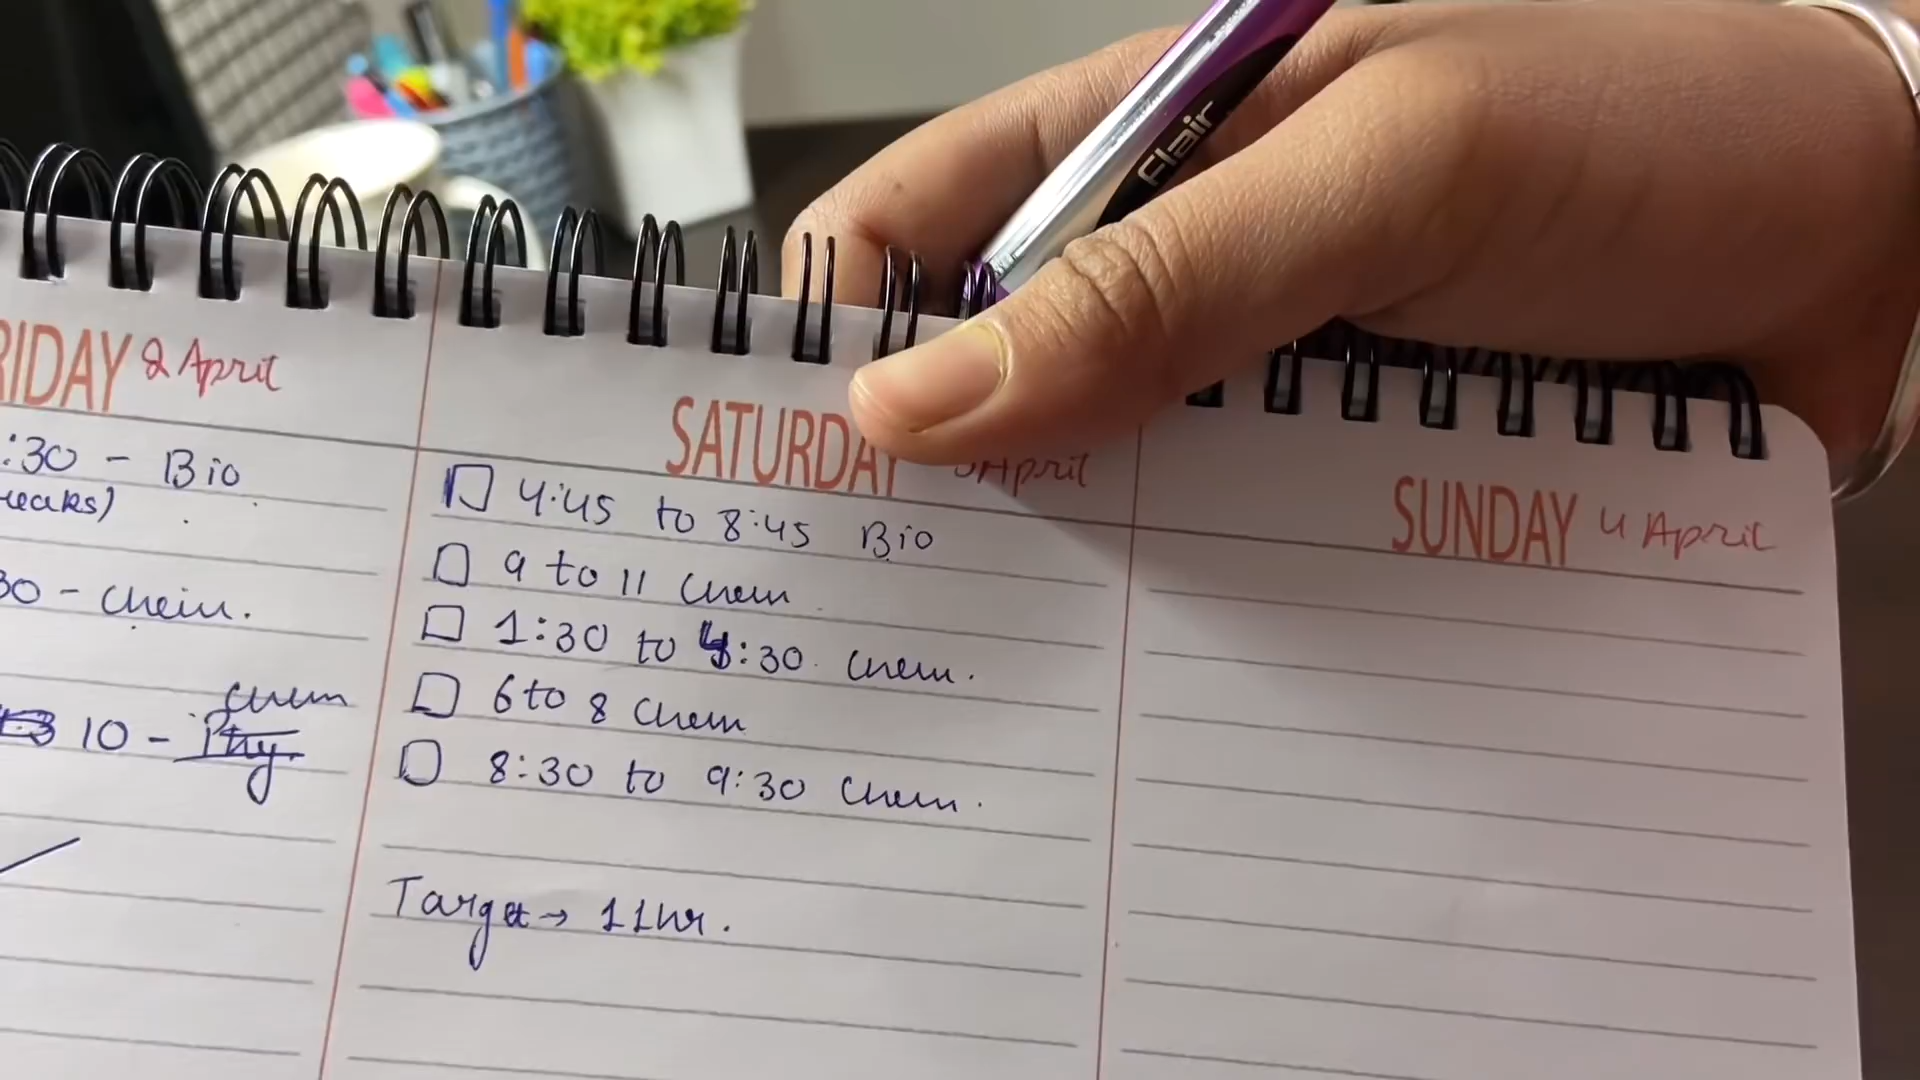 Flair
RIDAY 2 April
:30 - Bio
reaks)
30 - Chem.
Chem
10 - Phy
SATURDAY April
4:45 to 8:45 Bio
9 to 11 Chem
1:30 to 4:30 Chem.
6 to 8 Chem
8:30 to 9:30 Chem.
Target → 11hr.
SUNDAY 4 April